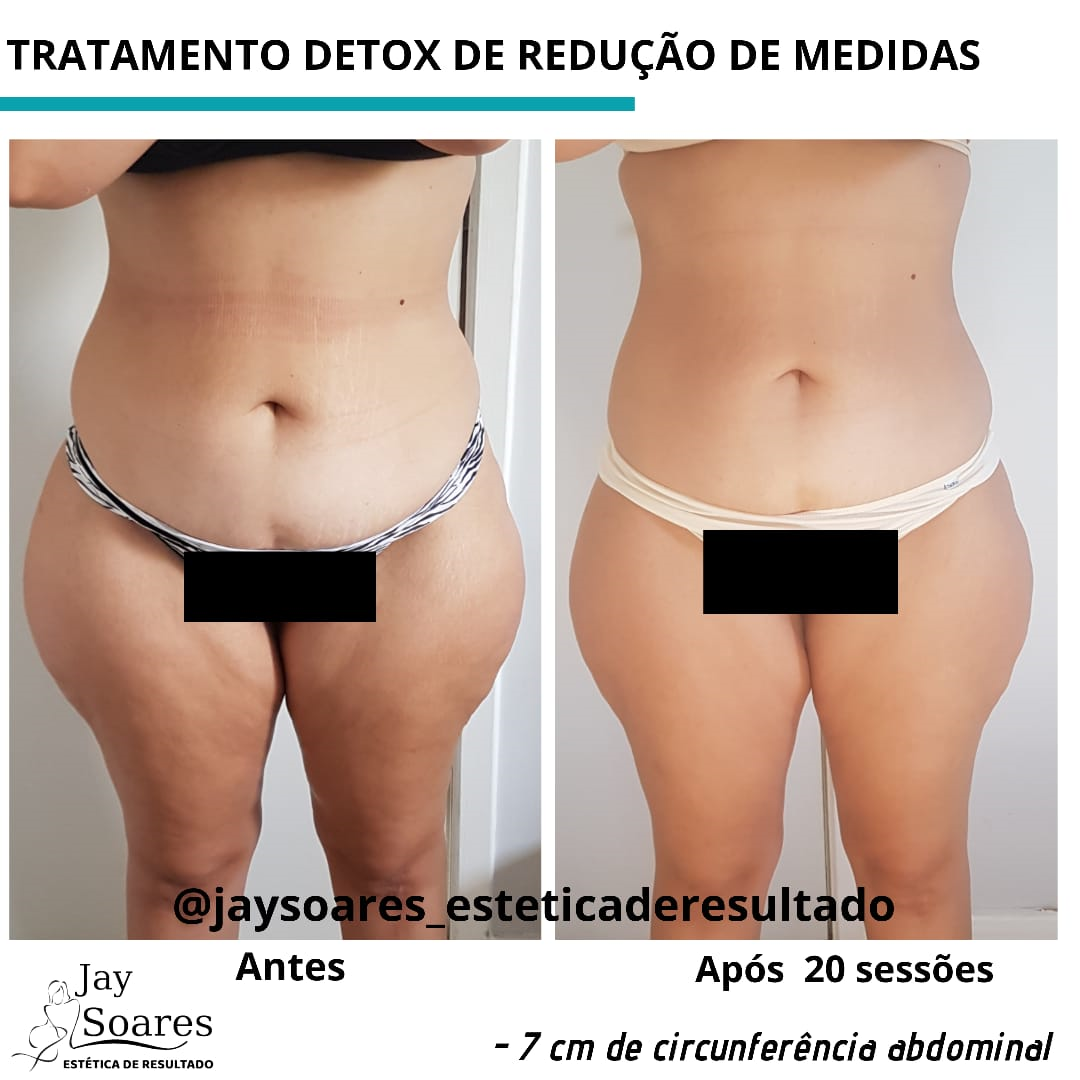 TRATAMENTO DETOX DE REDUÇÃO DE MEDIDAS
@jaysoares_esteticaderesultado
Antes
Após 20 sessões
Jay
Soares
ESTÉTICA DE RESULTADO
- 7 cm de circunferência abdominal